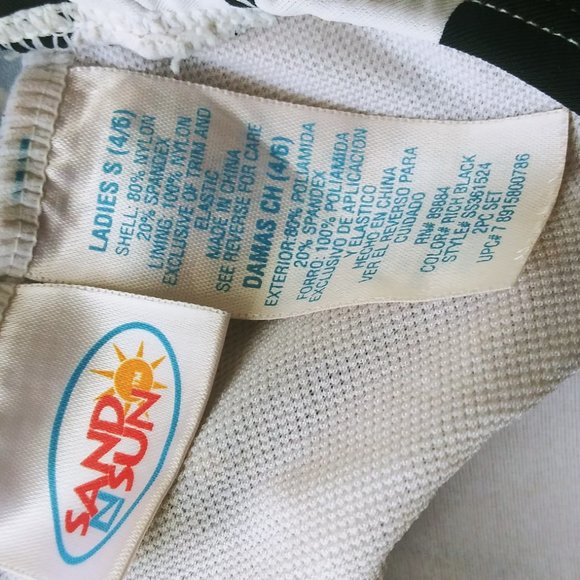 LADIES S (4/6)
SHELL: 80% NYLON
20% SPANDEX
LINING: 100% NYLON
EXCLUSIVE OF TRIM AND
ELASTIC
MADE IN CHINA
SEE REVERSE FOR CARE
DAMAS CH (4/6)
EXTERIOR:80% POLIAMIDA
20% SPANDEX
FORRO: 100% POLIAMIDA
EXCLUSIVO DE APLICACION
Y ELASTICO
HECHO EN CHINA
VER EL REVERSO PARA
CUIDADO
RN# 89884
COLOR# RICH BLACK
STYLE# SS361524
2PC SET
UPC# 7 8915000786
SAND
N
SUN